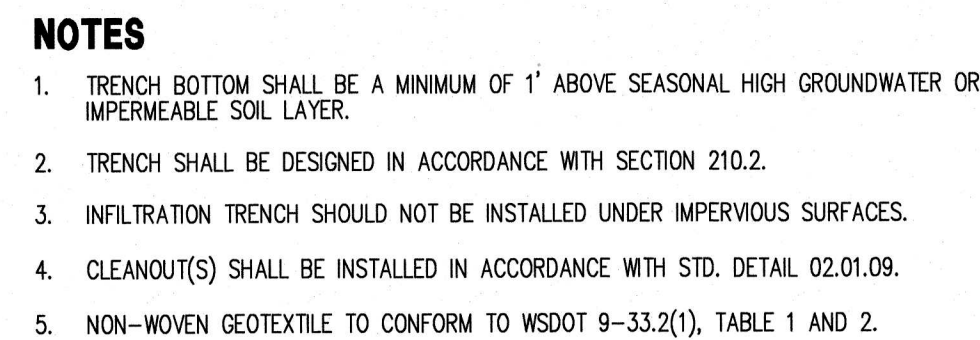 NOTES
1. TRENCH BOTTOM SHALL BE A MINIMUM OF 1' ABOVE SEASONAL HIGH GROUNDWATER OR
IMPERMEABLE SOIL LAYER.
2. TRENCH SHALL BE DESIGNED IN ACCORDANCE WITH SECTION 210.2.
3. INFILTRATION TRENCH SHOULD NOT BE INSTALLED UNDER IMPERVIOUS SURFACES.
4. CLEANOUT(S) SHALL BE INSTALLED IN ACCORDANCE WITH STD. DETAIL 02.01.09.
5. NON-WOVEN GEOTEXTILE TO CONFORM TO WSDOT 9-33.2(1), TABLE 1 AND 2.